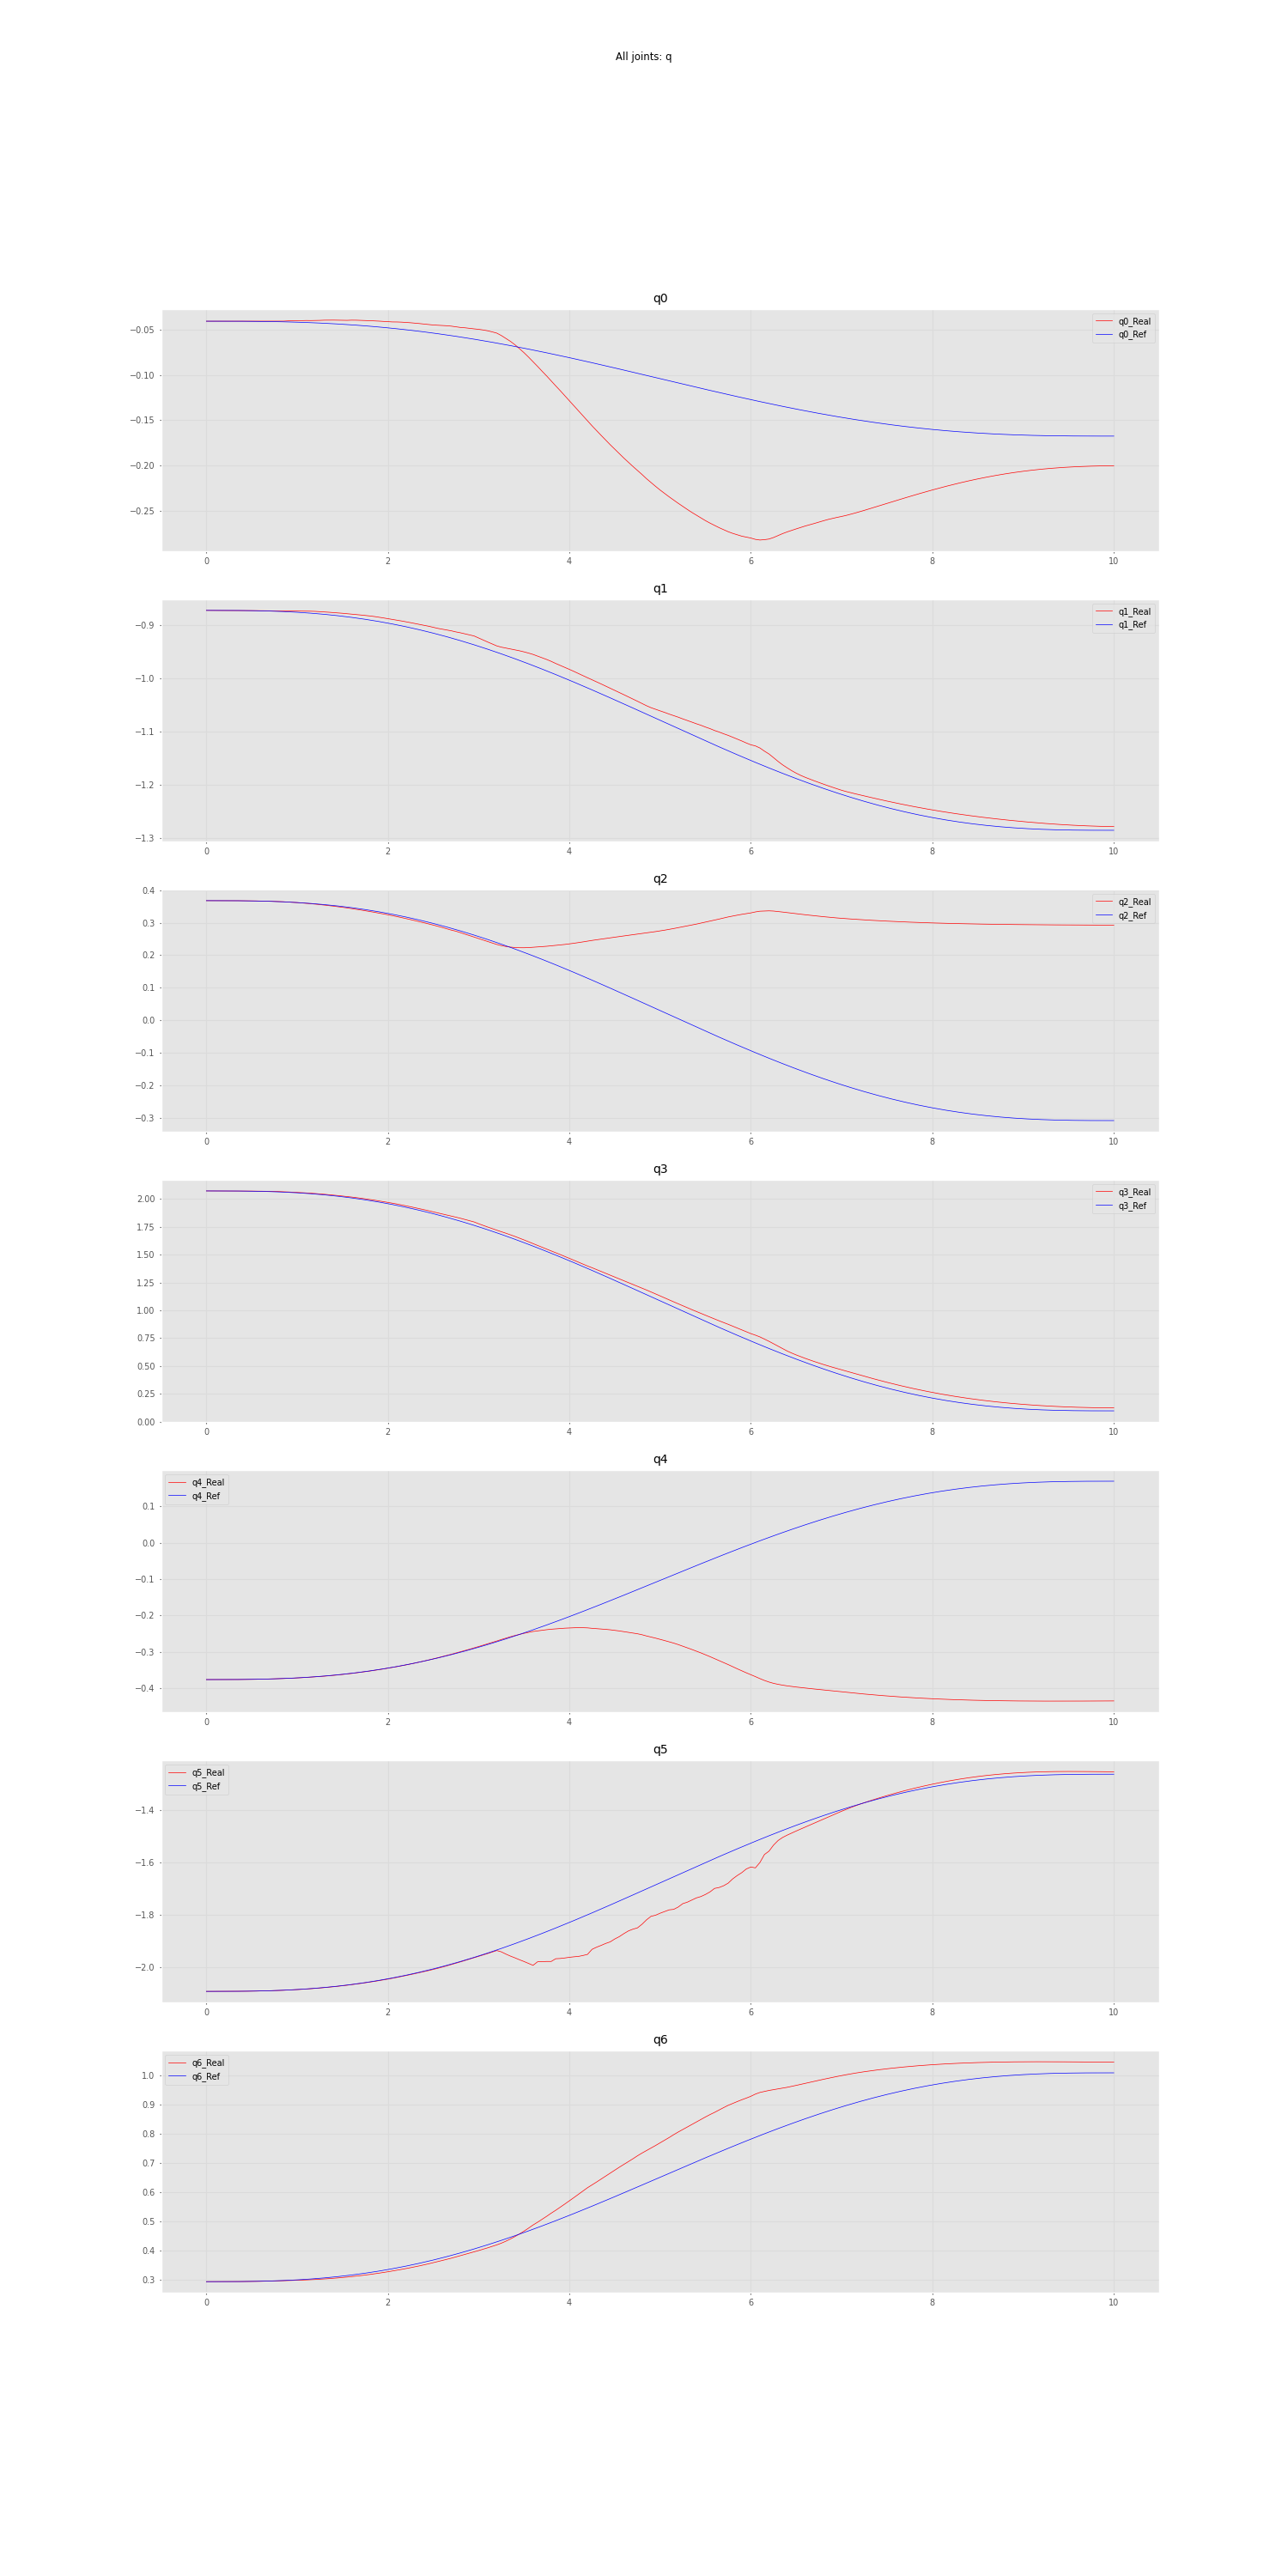 All joints: q
q0
q0_Real
q0_Ref
−0.05
−0.10
−0.15
−0.20
−0.25
0 2 4 6 8 10
q1
q1_Real
q1_Ref
−0.9
−1.0
−1.1
−1.2
−1.3
0 2 4 6 8 10
q2
q2_Real
q2_Ref
0.4
0.3
0.2
0.1
0.0
−0.1
−0.2
−0.3
0 2 4 6 8 10
q3
q3_Real
q3_Ref
2.00
1.75
1.50
1.25
1.00
0.75
0.50
0.25
0.00
0 2 4 6 8 10
q4
q4_Real
q4_Ref
0.1
0.0
−0.1
−0.2
−0.3
−0.4
0 2 4 6 8 10
q5
q5_Real
q5_Ref
−1.4
−1.6
−1.8
−2.0
0 2 4 6 8 10
q6
q6_Real
q6_Ref
1.0
0.9
0.8
0.7
0.6
0.5
0.4
0.3
0 2 4 6 8 10